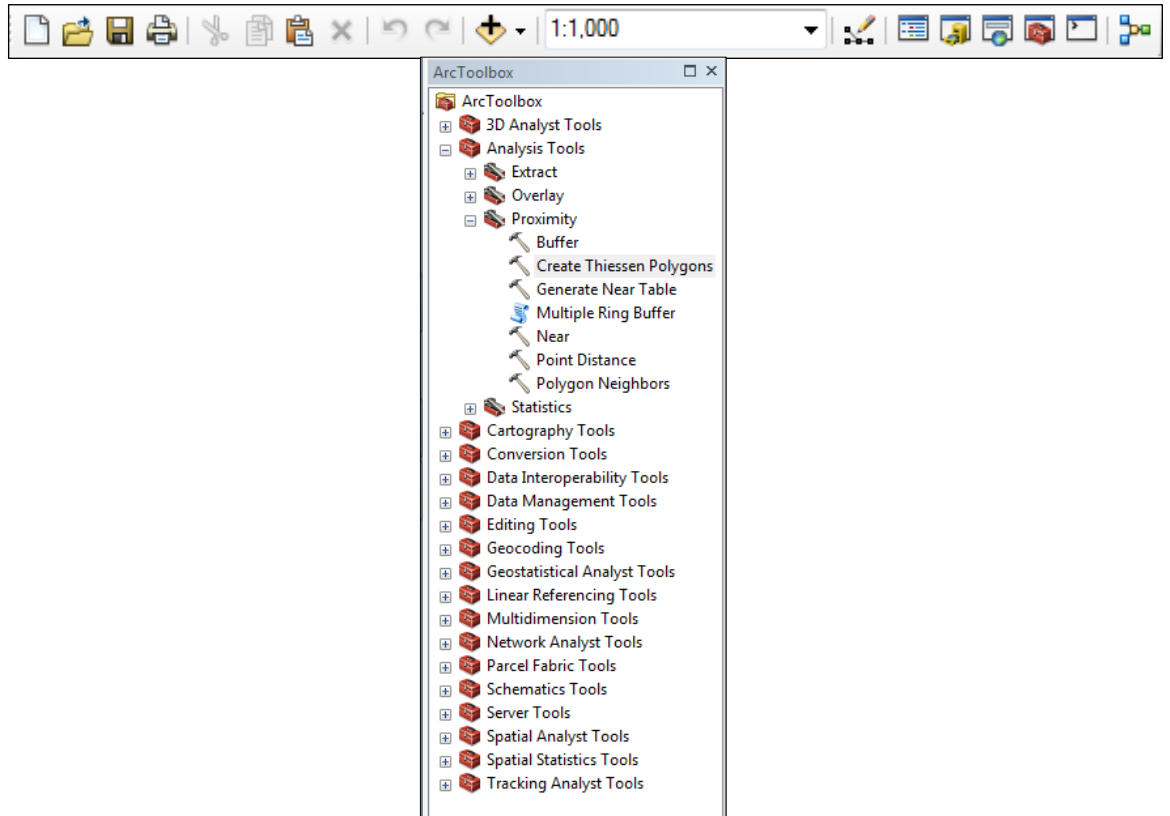 1:1,000
ArcToolbox
ArcToolbox
3D Analyst Tools
Analysis Tools
Extract
Overlay
Proximity
Buffer
Create Thiessen Polygons
Generate Near Table
Multiple Ring Buffer
Near
Point Distance
Polygon Neighbors
Statistics
Cartography Tools
Conversion Tools
Data Interoperability Tools
Data Management Tools
Editing Tools
Geocoding Tools
Geostatistical Analyst Tools
Linear Referencing Tools
Multidimension Tools
Network Analyst Tools
Parcel Fabric Tools
Schematics Tools
Server Tools
Spatial Analyst Tools
Spatial Statistics Tools
Tracking Analyst Tools